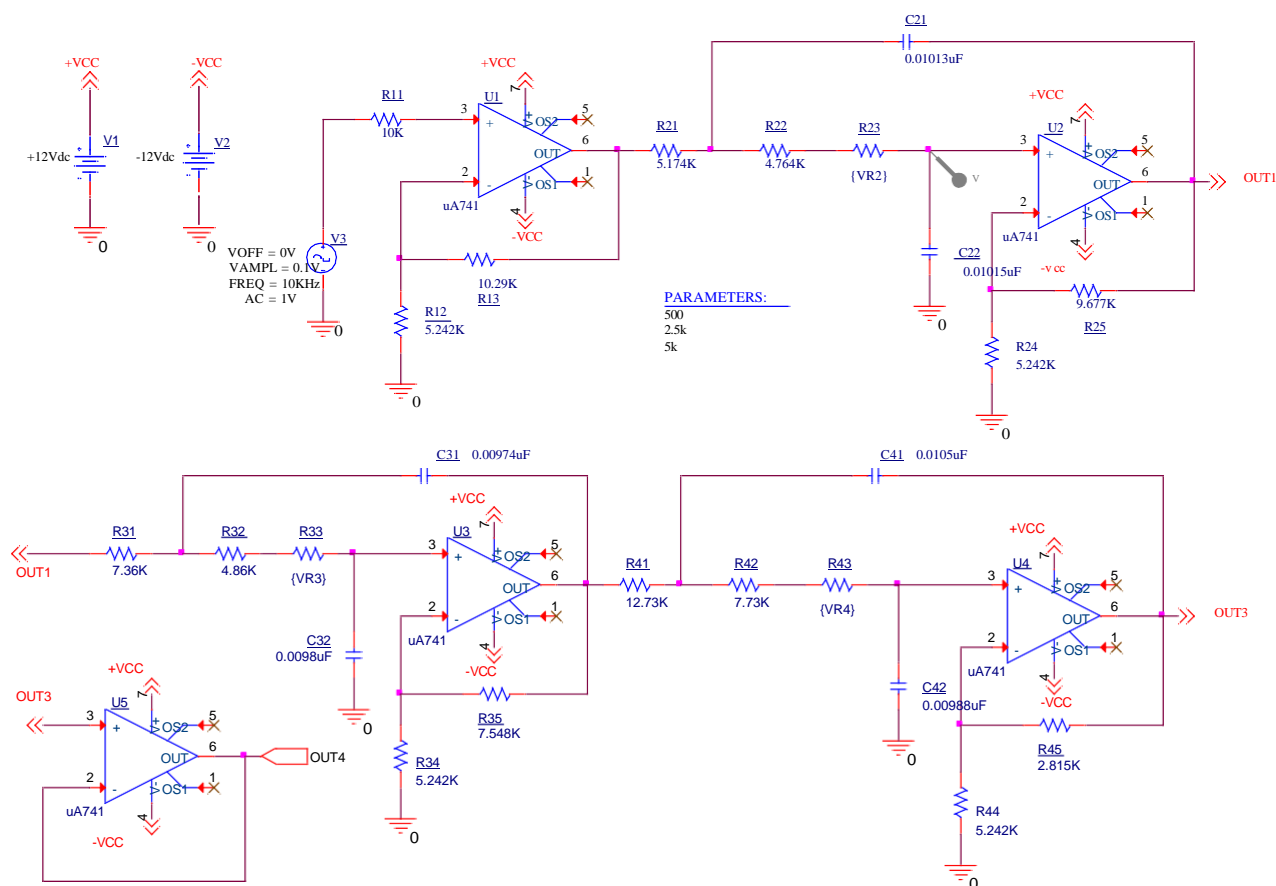 +VCC
-VCC
V1
+12Vdc
0
V2
-12Vdc
0
R11
10K
V3
VOFF = 0V
VAMPL = 0.1V
FREQ = 10KHz
AC = 1V
0
+VCC
U1
7
3
+
V+
OS2
5
OUT
6
2
-
V-
OS1
1
uA741
4
-VCC
10.29K
R13
R12
5.242K
0
R21
5.174K
C21
0.01013uF
R22
4.764K
R23
{VR2}
V
C22
0.01015uF
0
PARAMETERS:
500
2.5k
5k
+VCC
U2
7
3
+
V+
OS2
5
OUT
6
OUT1
2
-
V-
OS1
1
uA741
4
-v cc
9.677K
R25
R24
5.242K
0
C31 0.00974uF
OUT1
R31
7.36K
R32
4.86K
R33
{VR3}
C32
0.0098uF
0
+VCC
U3
7
3
+
V+
OS2
5
OUT
6
2
-
V-
OS1
1
uA741
4
-VCC
R35
7.548K
R34
5.242K
0
C41 0.0105uF
R41
12.73K
R42
7.73K
R43
{VR4}
C42
0.00988uF
0
+VCC
U4
7
3
+
V+
OS2
5
OUT
6
OUT3
2
-
V-
OS1
1
uA741
4
-VCC
R45
2.815K
R44
5.242K
0
OUT3
+VCC
U5
7
3
+
V+
OS2
5
OUT
6
OUT4
2
-
V-
OS1
1
uA741
4
-VCC